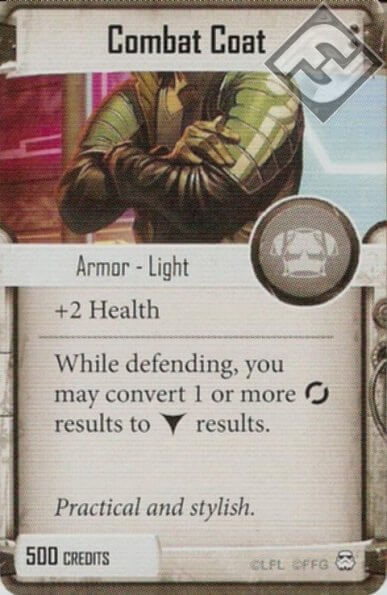 Combat Coat
Armor - Light
+2 Health
While defending, you
may convert 1 or more
results to results.
Practical and stylish.
500 CREDITS
©LFL ©FFG